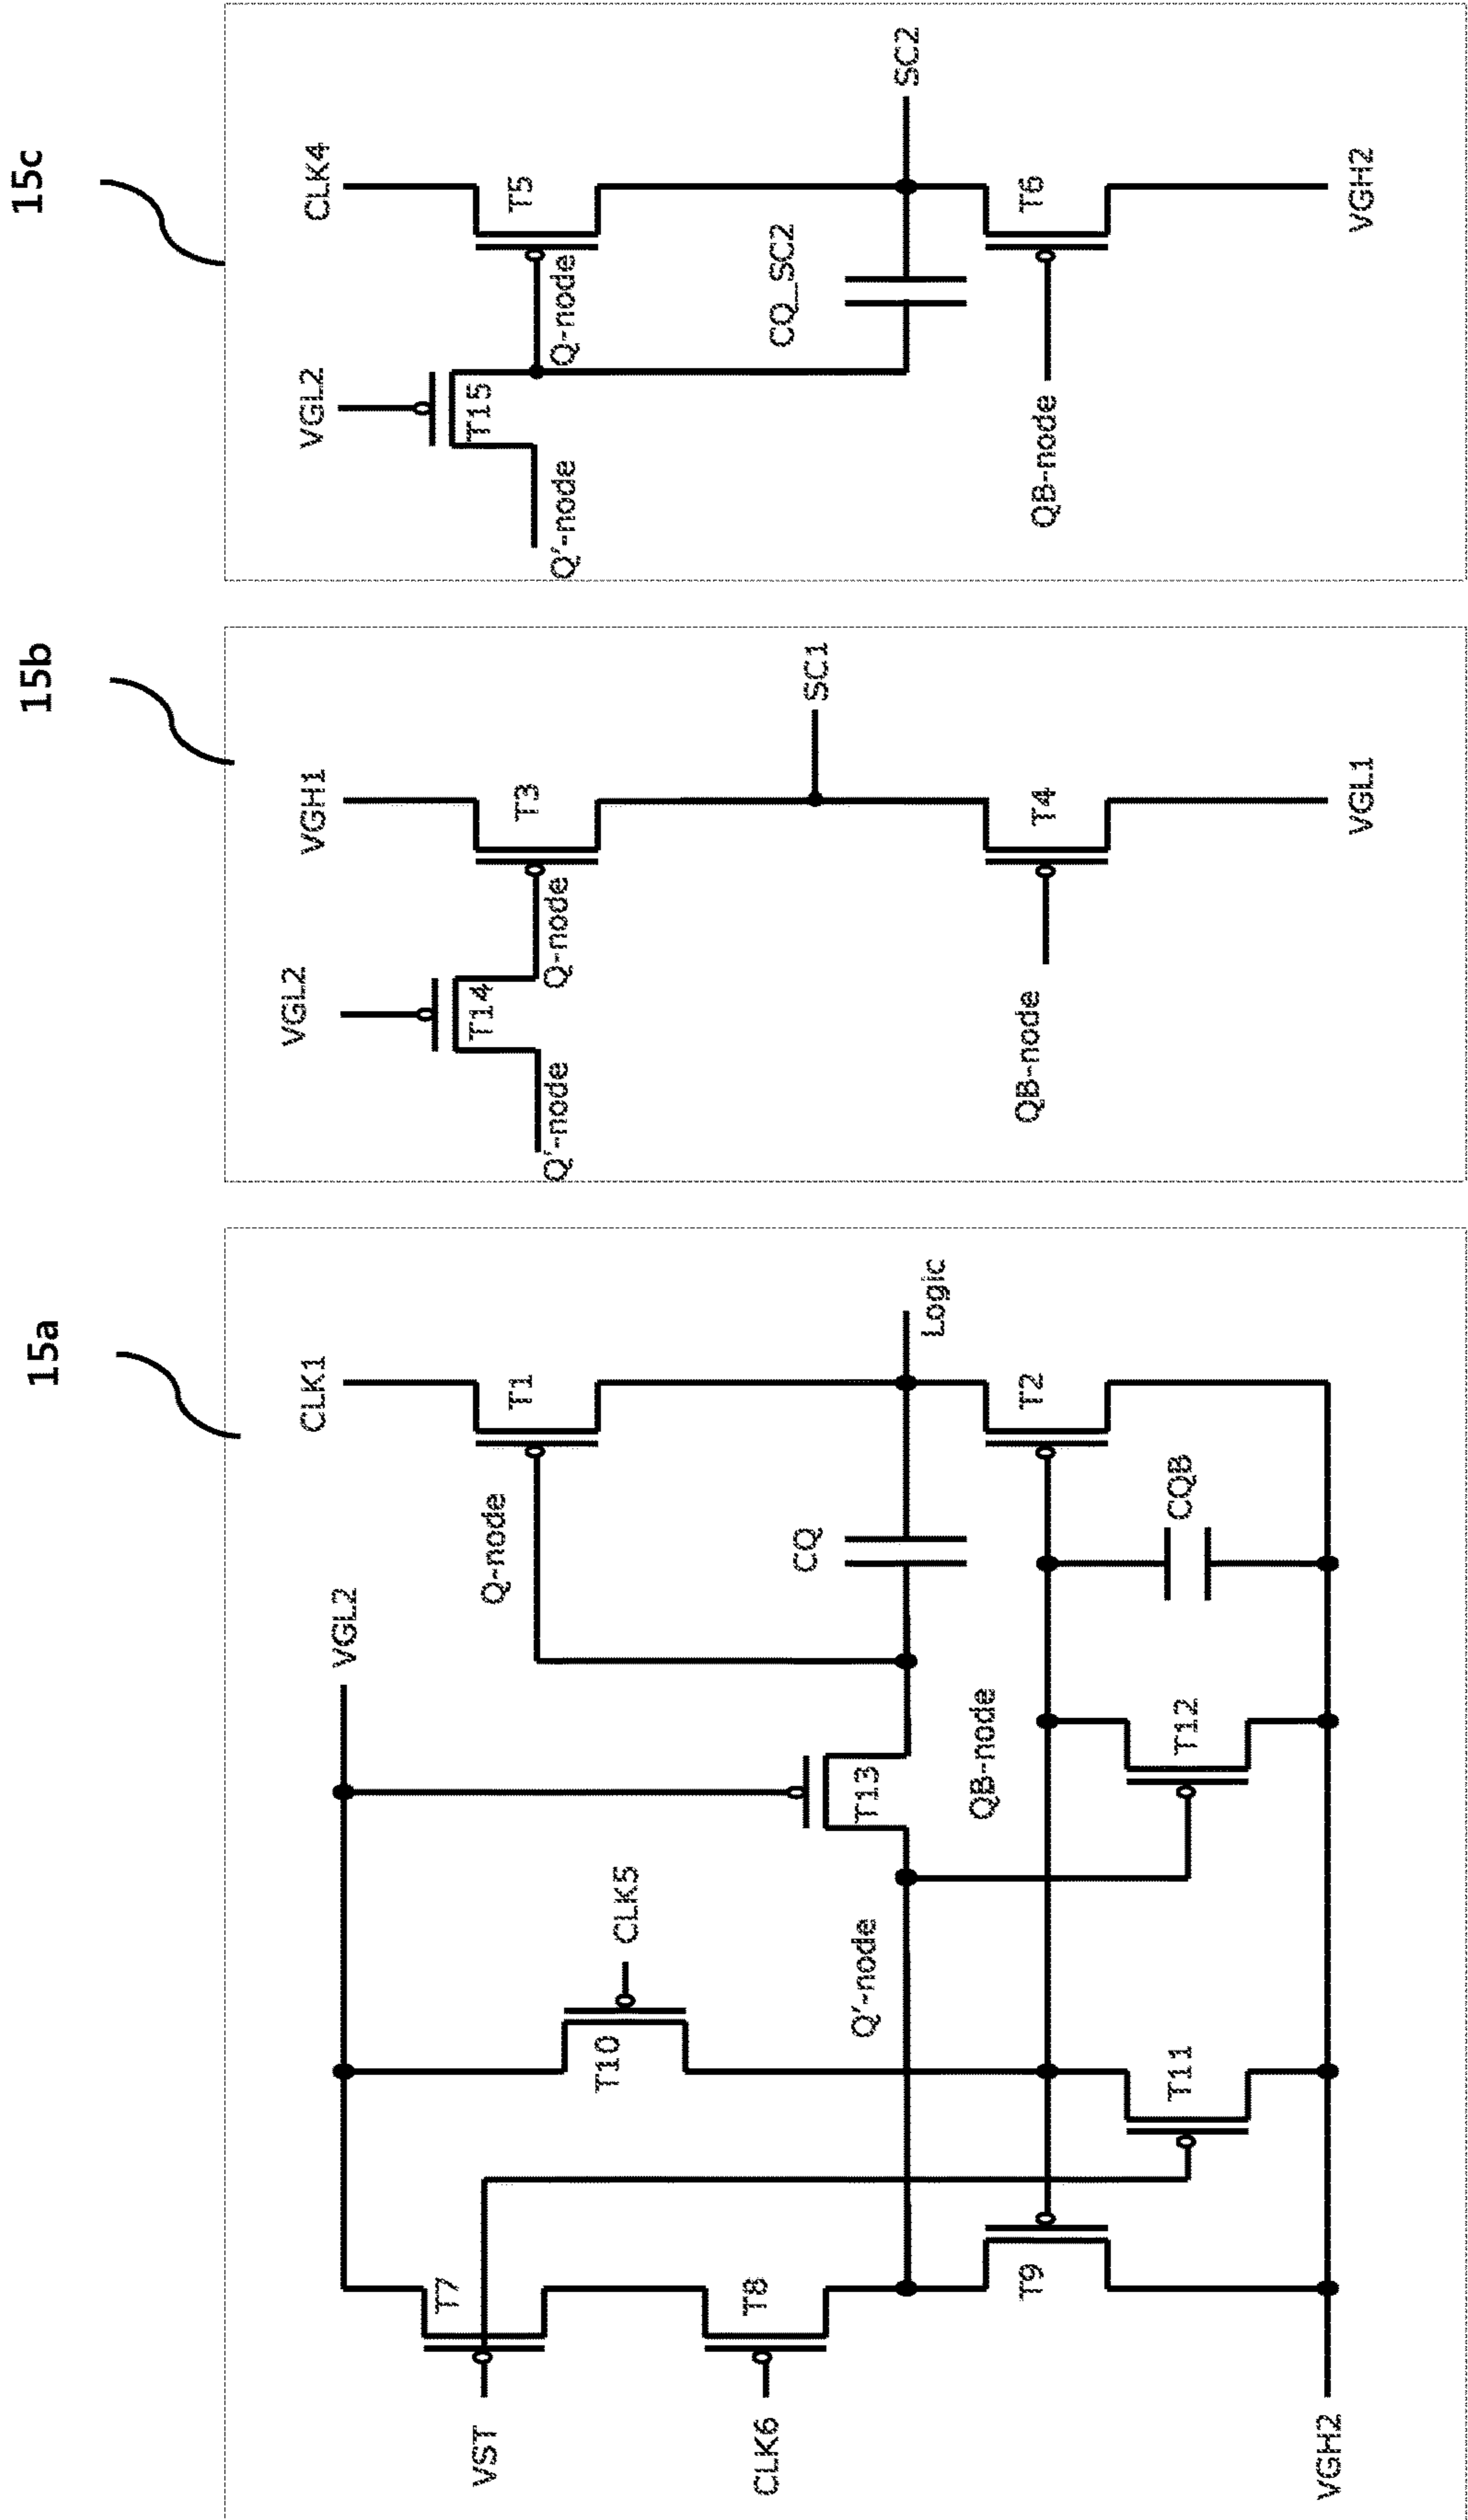 15a
15b
15c
VGL2
CLK1
VST
T7
T10
CLK5
Q-node
T1
CLK6
T8
Q'-node
T13
CQ
Logic
QB-node
T9
T11
T12
CQB
T2
VGH2
VGL2
VGH1
T14
Q'-node
Q-node
T3
SC1
QB-node
T4
VGL1
VGL2
CLK4
T15
Q'-node
Q-node
T5
CQ_SC2
SC2
QB-node
T6
VGH2